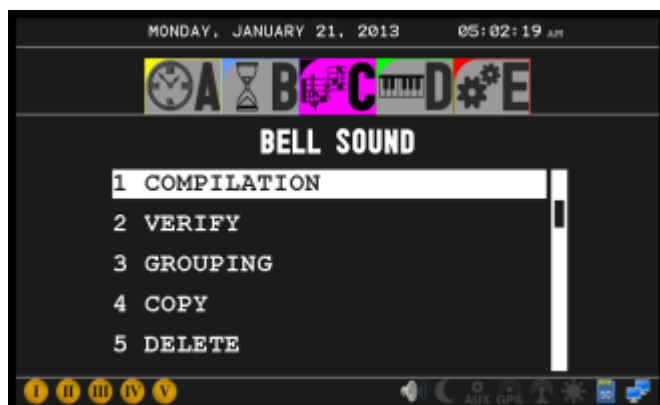 MONDAY, JANUARY 21, 2013 05:02:19 AM
A B C D E
BELL SOUND
1 COMPILATION
2 VERIFY
3 GROUPING
4 COPY
5 DELETE
I II III IV V AUX GPS SD